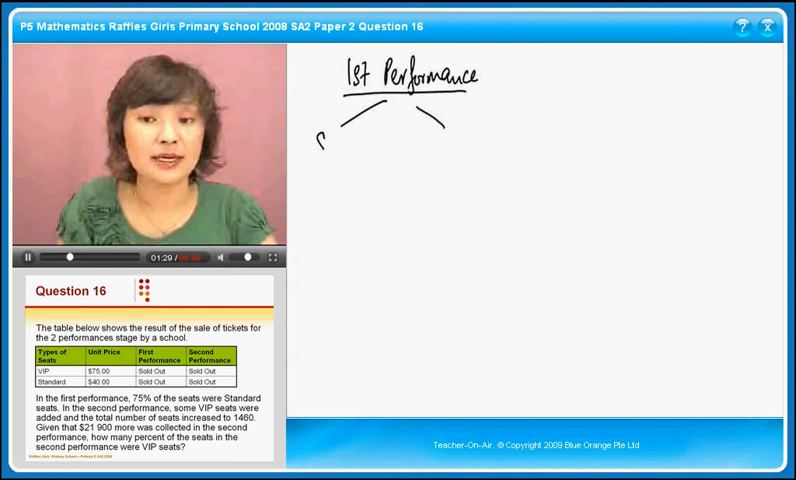 P5 Mathematics Raffles Girls Primary School 2008 SA2 Paper 2 Question 16
? X
1st Performance
01:29 /
Question 16
The table below shows the result of the sale of tickets for
the 2 performances stage by a school.
Types of Seats Unit Price First Performance Second Performance
VIP $75.00 Sold Out Sold Out
Standard $40.00 Sold Out Sold Out
In the first performance, 75% of the seats were Standard
seats. In the second performance, some VIP seats were
added and the total number of seats increased to 1460.
Given that $21 900 more was collected in the second
performance, how many percent of the seats in the
second performance were VIP seats?
Teacher-On-Air. © Copyright 2009 Blue Orange Pte Ltd